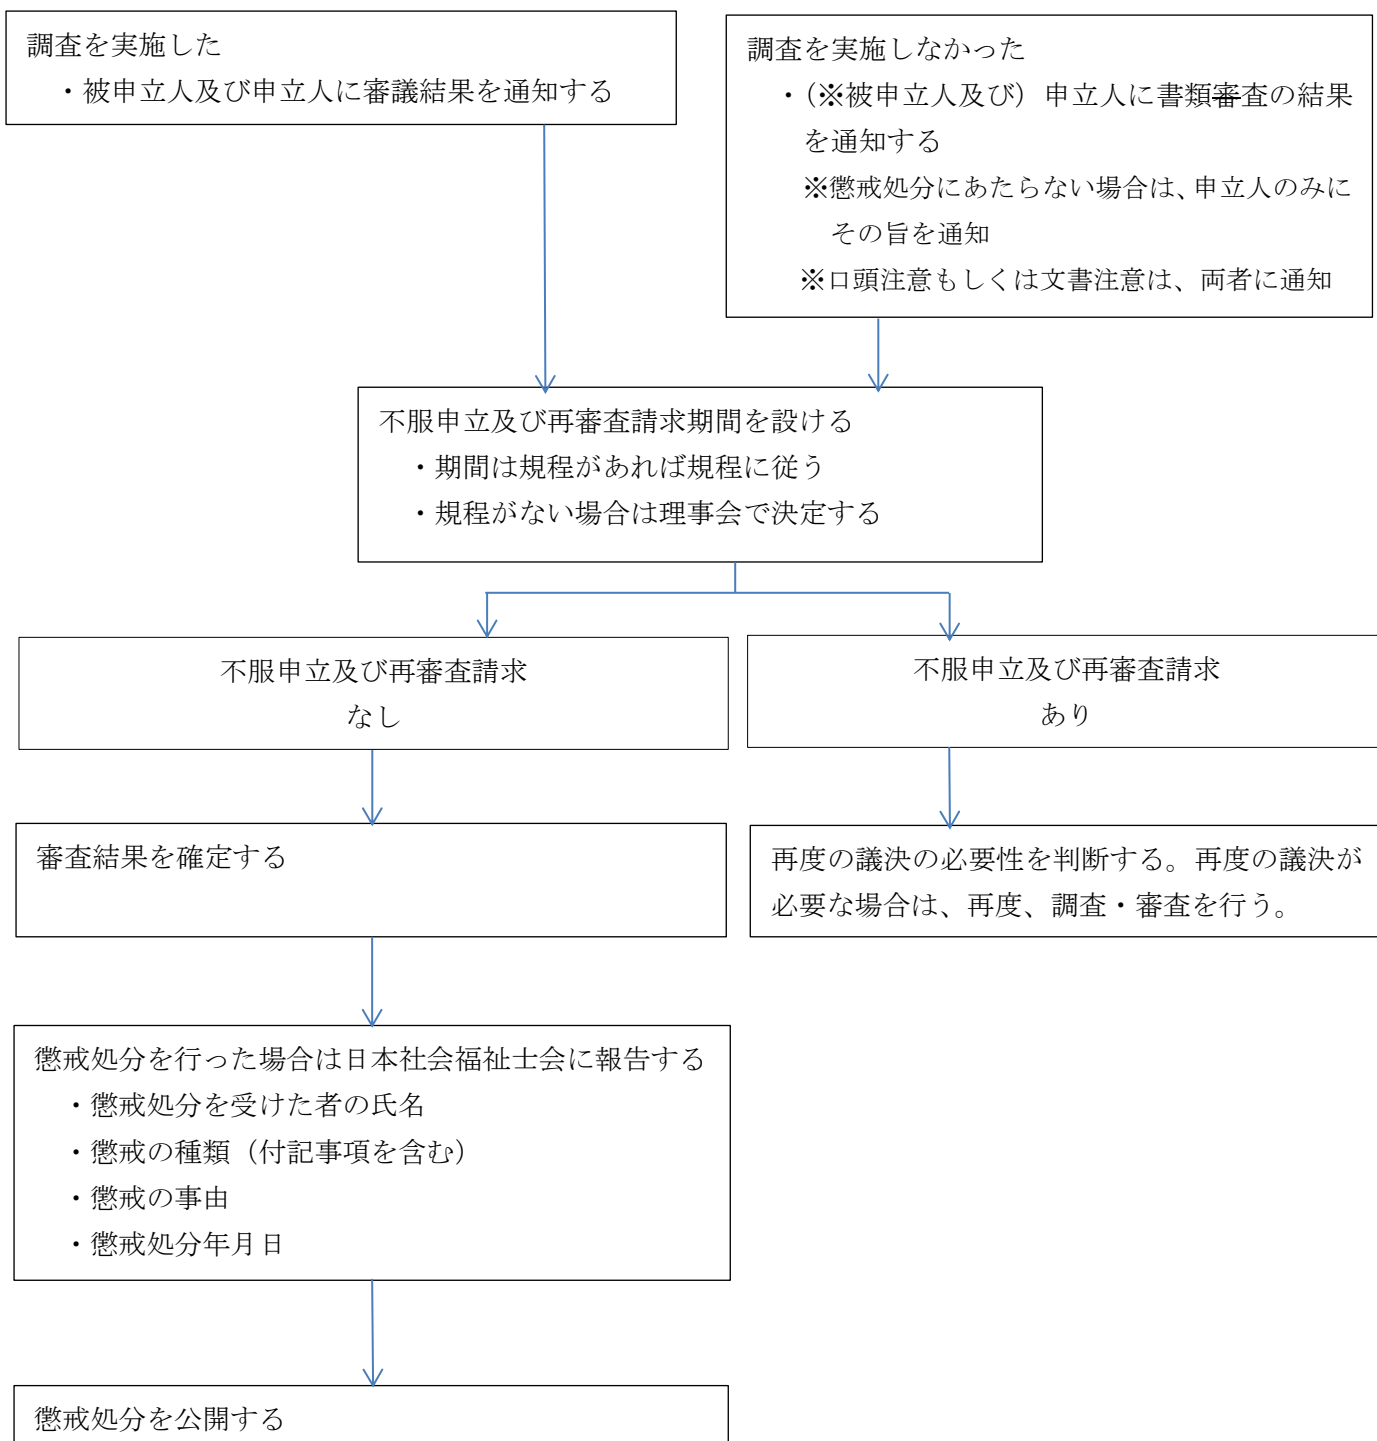 調査を実施した
・被申立人及び申立人に審議結果を通知する
調査を実施しなかった
・（※被申立人及び）申立人に書類審査の結果
を通知する
※懲戒処分にあたらない場合は、申立人のみに
その旨を通知
※口頭注意もしくは文書注意は、両者に通知
不服申立及び再審査請求期間を設ける
・期間は規程があれば規程に従う
・規程がない場合は理事会で決定する
不服申立及び再審査請求
なし
不服申立及び再審査請求
あり
審査結果を確定する
再度の議決の必要性を判断する。再度の議決が
必要な場合は、再度、調査・審査を行う。
懲戒処分を行った場合は日本社会福祉士会に報告する
・懲戒処分を受けた者の氏名
・懲戒の種類（付記事項を含む）
・懲戒の事由
・懲戒処分年月日
懲戒処分を公開する